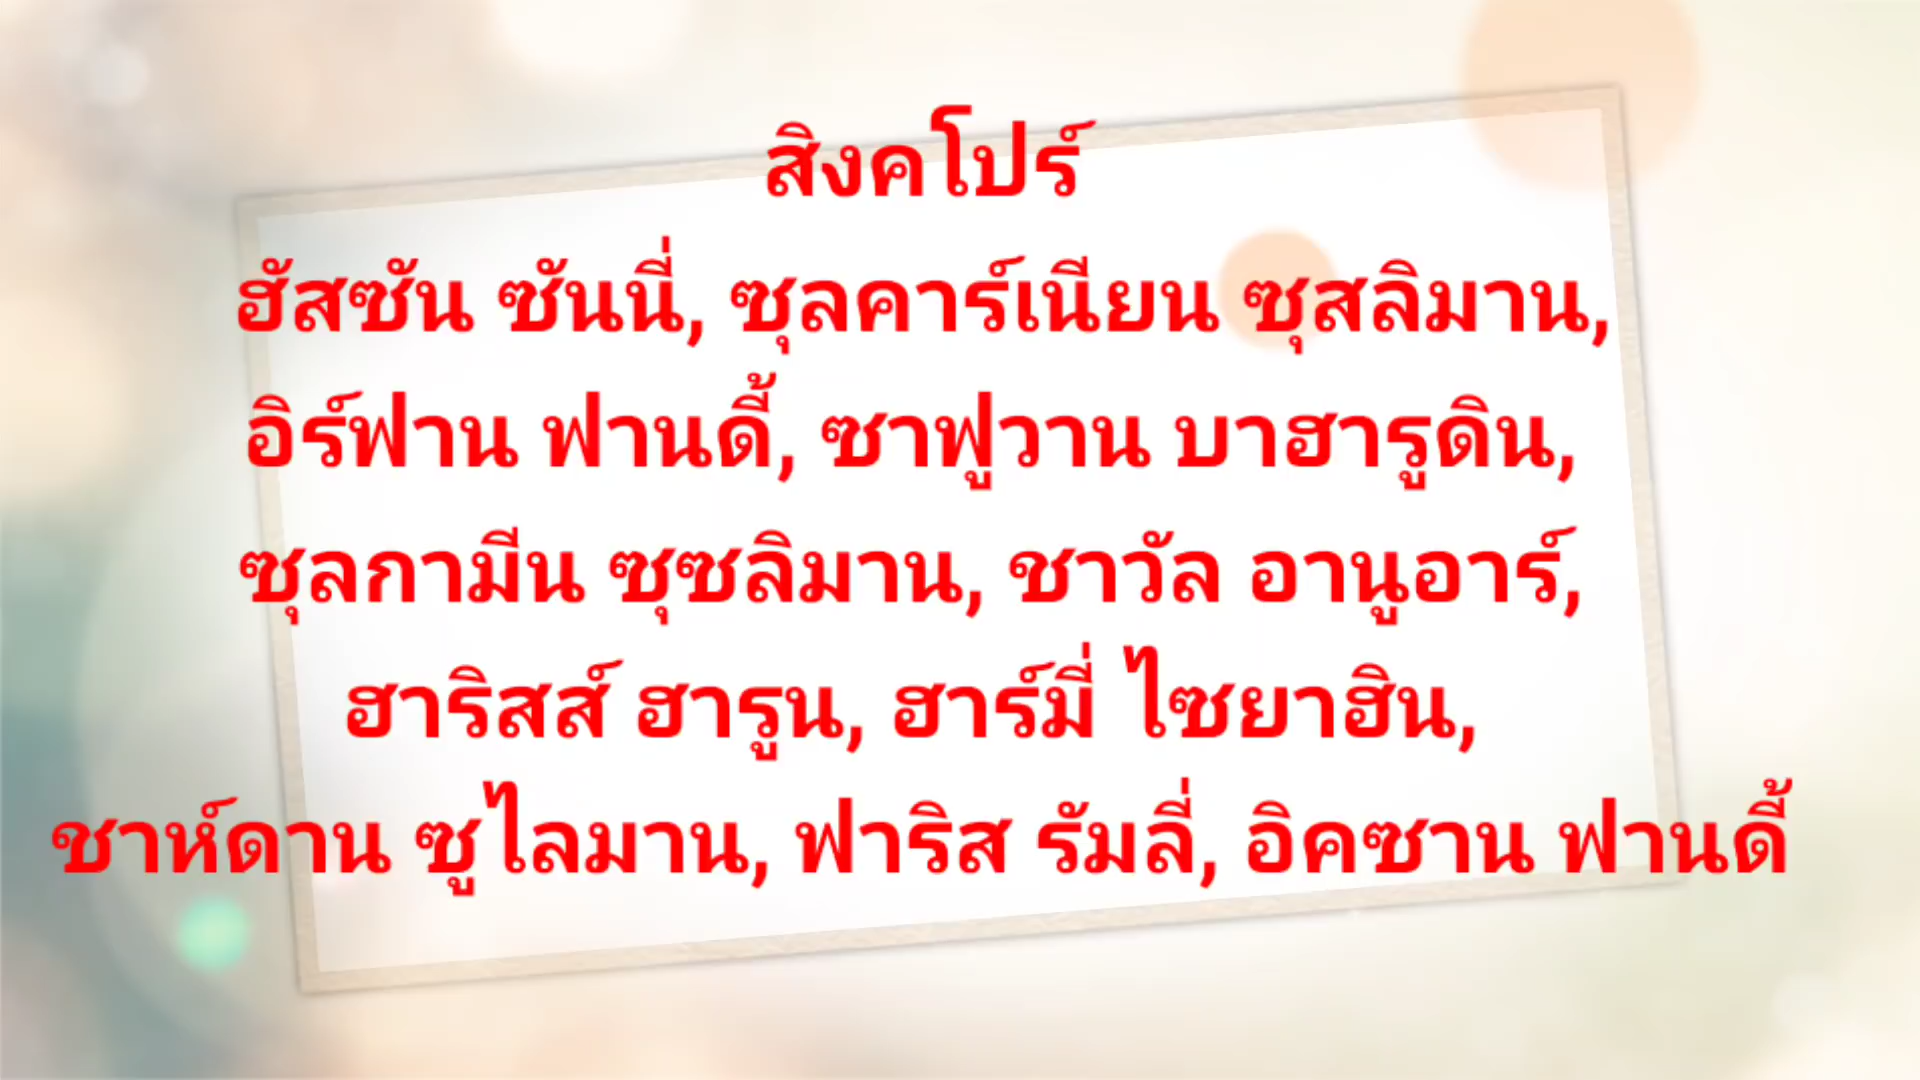 สิงคโปร์
ฮัสซัน ซันนี่, ซุลคาร์เนียน ซุสลิมาน,
อิร์ฟาน ฟานดี้, ซาฟูวาน บาฮารูดิน,
ซุลกามีน ซุซลิมาน, ชาวัล อานูอาร์,
ฮาริสส์ ฮารูน, ฮาร์มี่ ไซยาฮิน,
ชาห์ดาน ซูไลมาน, ฟาริส รัมลี่, อิคซาน ฟานดี้